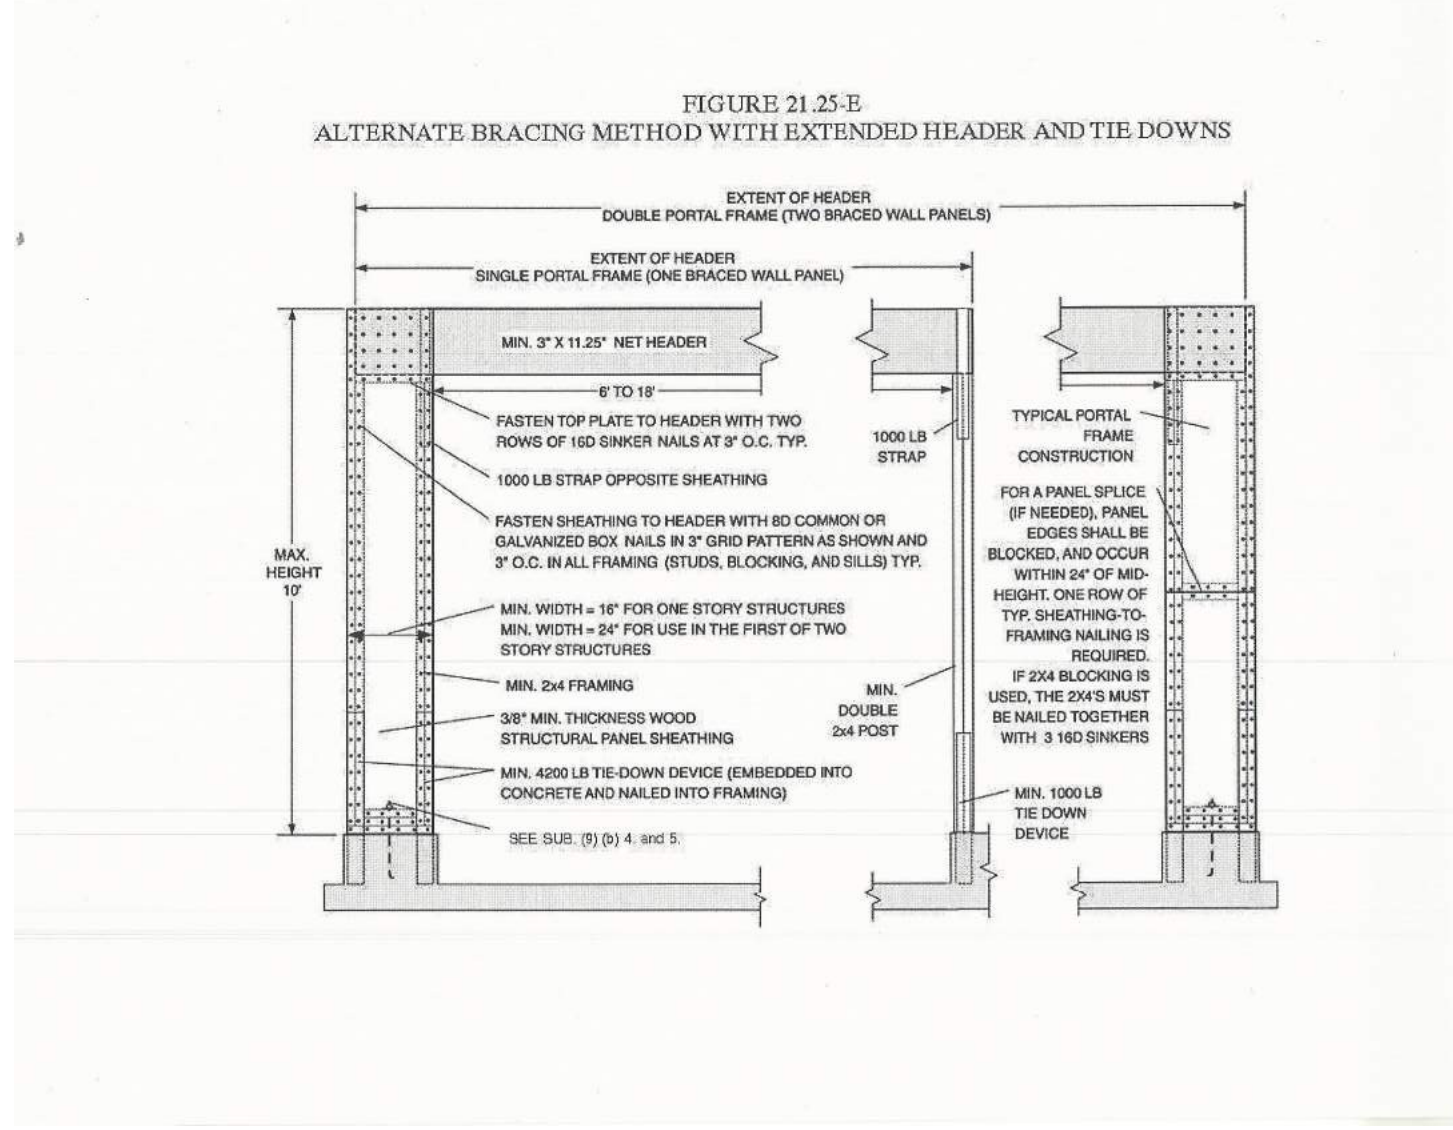 FIGURE 21.25-E
ALTERNATE BRACING METHOD WITH EXTENDED HEADER AND TIE DOWNS
EXTENT OF HEADER
DOUBLE PORTAL FRAME (TWO BRACED WALL PANELS)
EXTENT OF HEADER
SINGLE PORTAL FRAME (ONE BRACED WALL PANEL)
MIN. 3" X 11.25" NET HEADER
6' TO 18'
FASTEN TOP PLATE TO HEADER WITH TWO
ROWS OF 16D SINKER NAILS AT 3" O.C. TYP.
1000 LB STRAP OPPOSITE SHEATHING
FASTEN SHEATHING TO HEADER WITH 8D COMMON OR
GALVANIZED BOX NAILS IN 3" GRID PATTERN AS SHOWN AND
3" O.C. IN ALL FRAMING (STUDS, BLOCKING, AND SILLS) TYP.
MAX.
HEIGHT
10'
MIN. WIDTH = 16" FOR ONE STORY STRUCTURES
MIN. WIDTH = 24" FOR USE IN THE FIRST OF TWO
STORY STRUCTURES
MIN. 2x4 FRAMING
3/8" MIN. THICKNESS WOOD
STRUCTURAL PANEL SHEATHING
MIN. 4200 LB TIE-DOWN DEVICE (EMBEDDED INTO
CONCRETE AND NAILED INTO FRAMING)
SEE SUB. (9) (b) 4. and 5.
1000 LB
STRAP
MIN.
DOUBLE
2x4 POST
TYPICAL PORTAL
FRAME
CONSTRUCTION
FOR A PANEL SPLICE
(IF NEEDED), PANEL
EDGES SHALL BE
BLOCKED, AND OCCUR
WITHIN 24" OF MID-
HEIGHT. ONE ROW OF
TYP. SHEATHING-TO-
FRAMING NAILING IS
REQUIRED.
IF 2X4 BLOCKING IS
USED, THE 2X4'S MUST
BE NAILED TOGETHER
WITH 3 16D SINKERS
MIN. 1000 LB
TIE DOWN
DEVICE